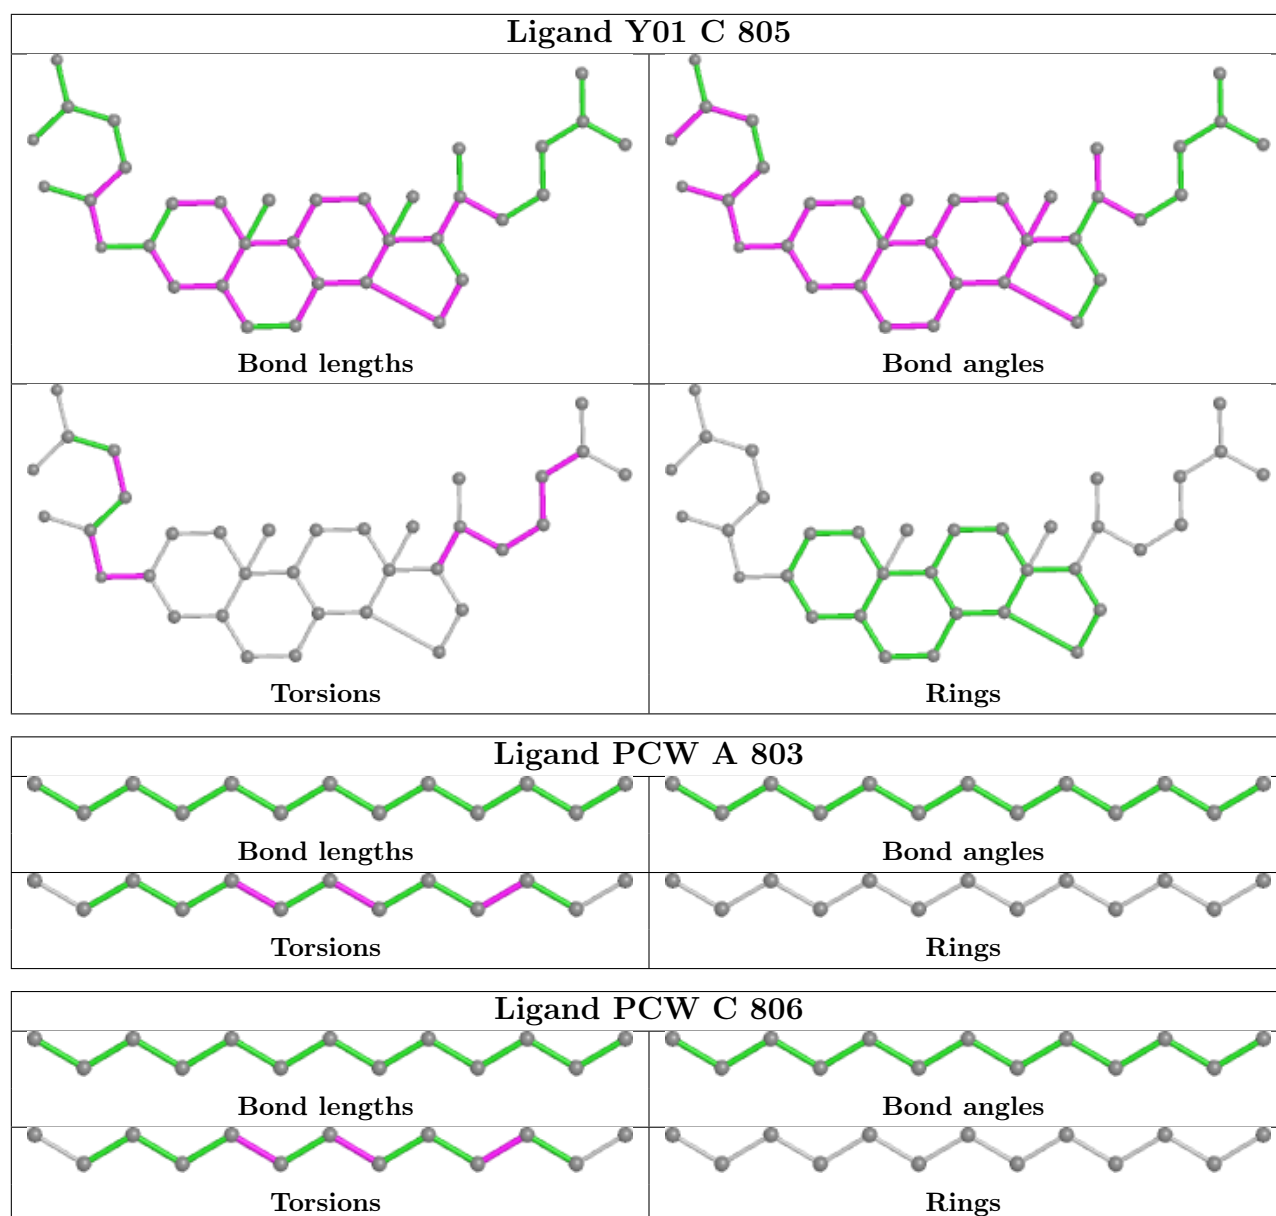 Ligand Y01 C 805
Bond lengths
Bond angles
Torsions
Rings
Ligand PCW A 803
Bond lengths
Bond angles
Torsions
Rings
Ligand PCW C 806
Bond lengths
Bond angles
Torsions
Rings